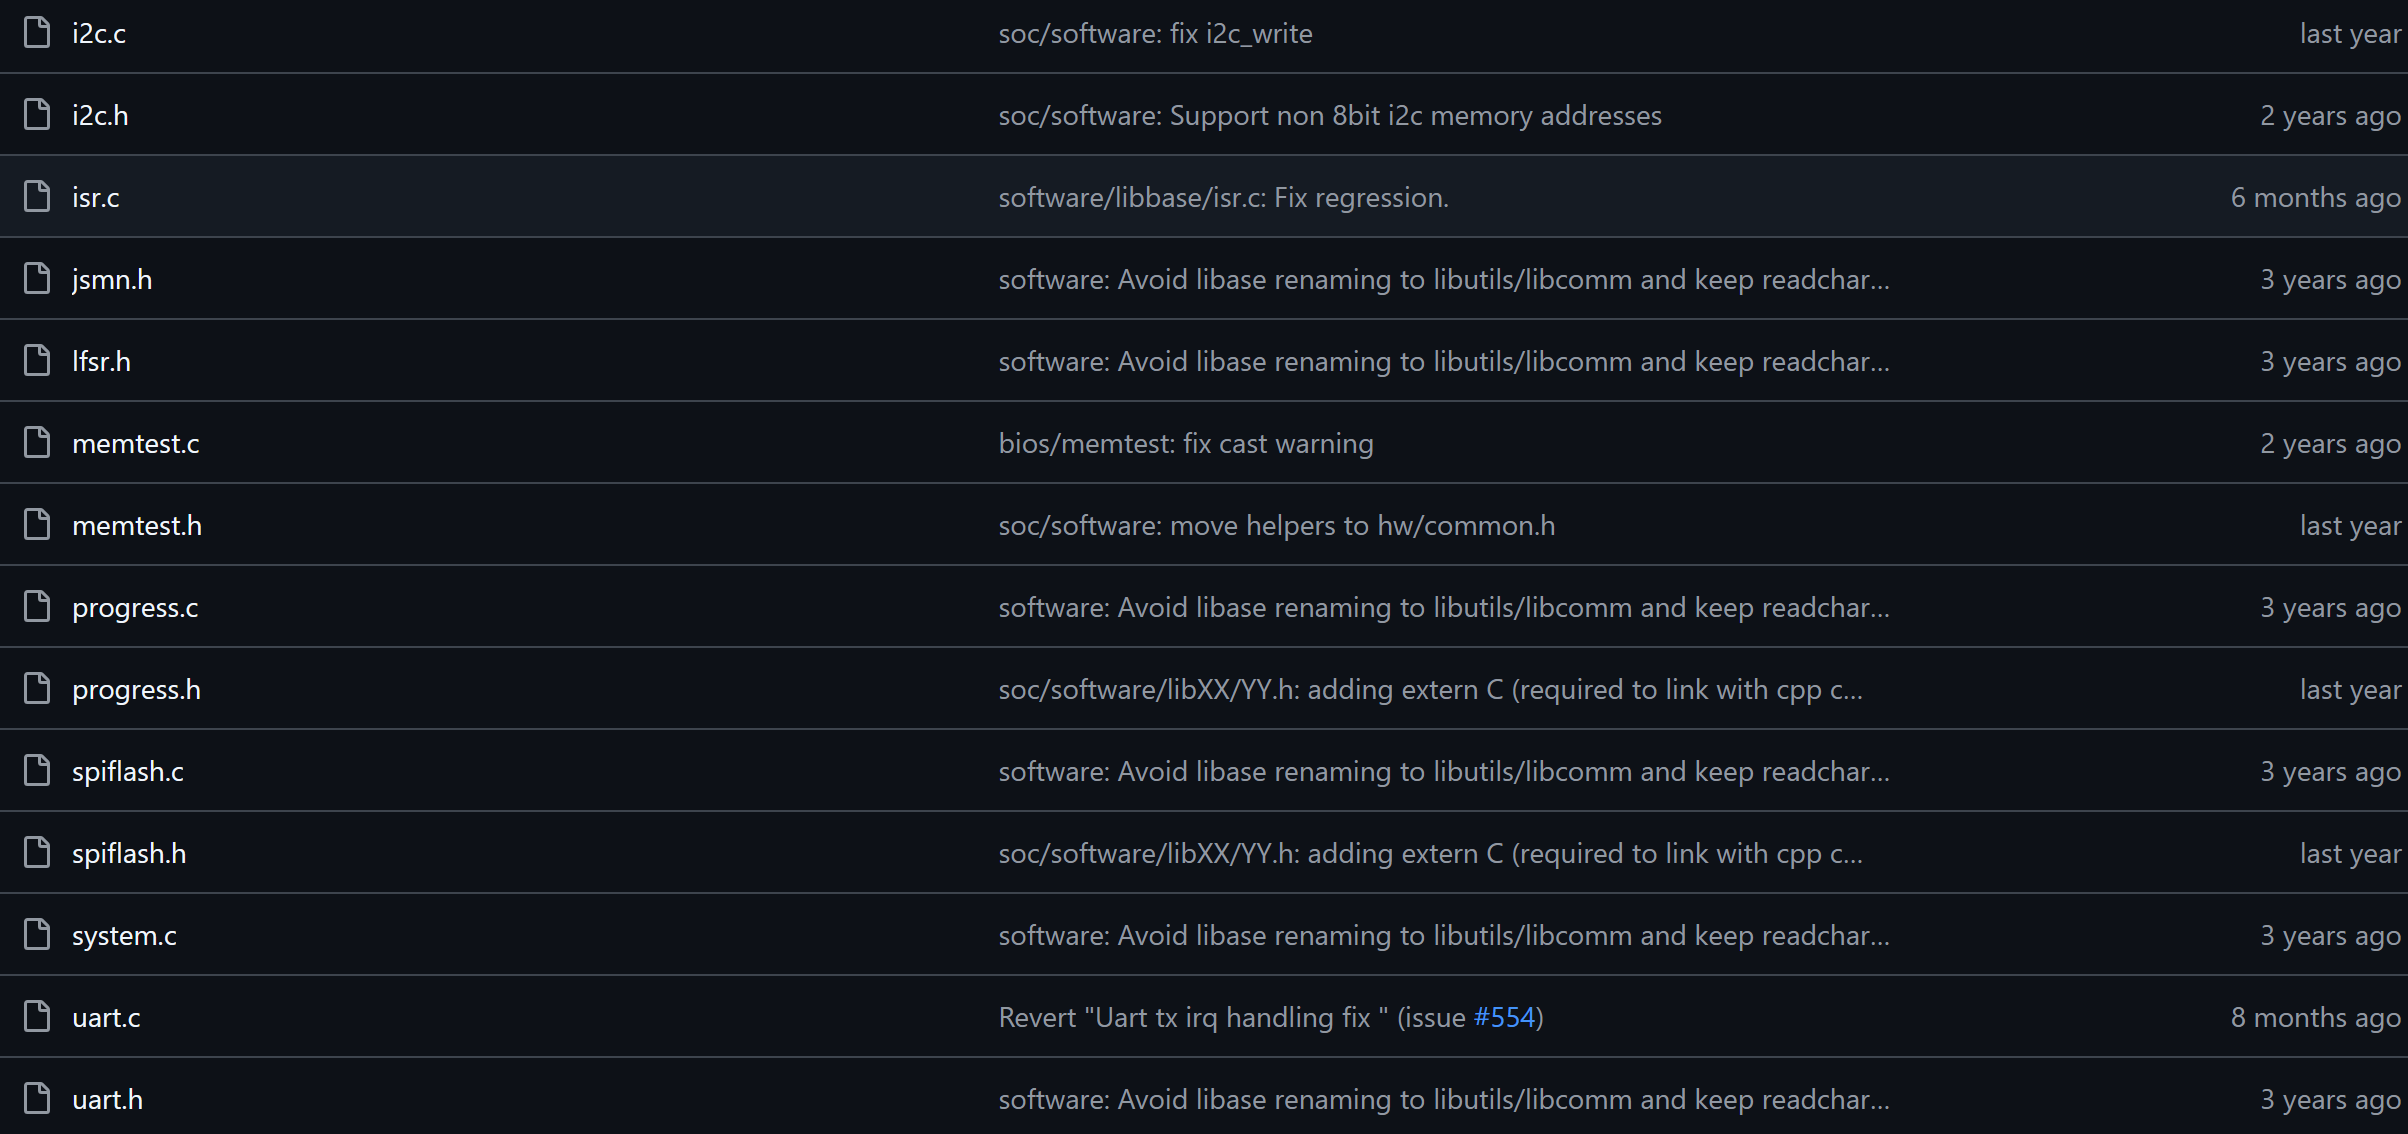 i2c.c soc/software: fix i2c_write last year
i2c.h soc/software: Support non 8bit i2c memory addresses 2 years ago
isr.c software/libbase/isr.c: Fix regression. 6 months ago
jsmn.h software: Avoid libase renaming to libutils/libcomm and keep readchar… 3 years ago
lfsr.h software: Avoid libase renaming to libutils/libcomm and keep readchar… 3 years ago
memtest.c bios/memtest: fix cast warning 2 years ago
memtest.h soc/software: move helpers to hw/common.h last year
progress.c software: Avoid libase renaming to libutils/libcomm and keep readchar… 3 years ago
progress.h soc/software/libXX/YY.h: adding extern C (required to link with cpp c… last year
spiflash.c software: Avoid libase renaming to libutils/libcomm and keep readchar… 3 years ago
spiflash.h soc/software/libXX/YY.h: adding extern C (required to link with cpp c… last year
system.c software: Avoid libase renaming to libutils/libcomm and keep readchar… 3 years ago
uart.c Revert "Uart tx irq handling fix " (issue #554) 8 months ago
uart.h software: Avoid libase renaming to libutils/libcomm and keep readchar… 3 years ago